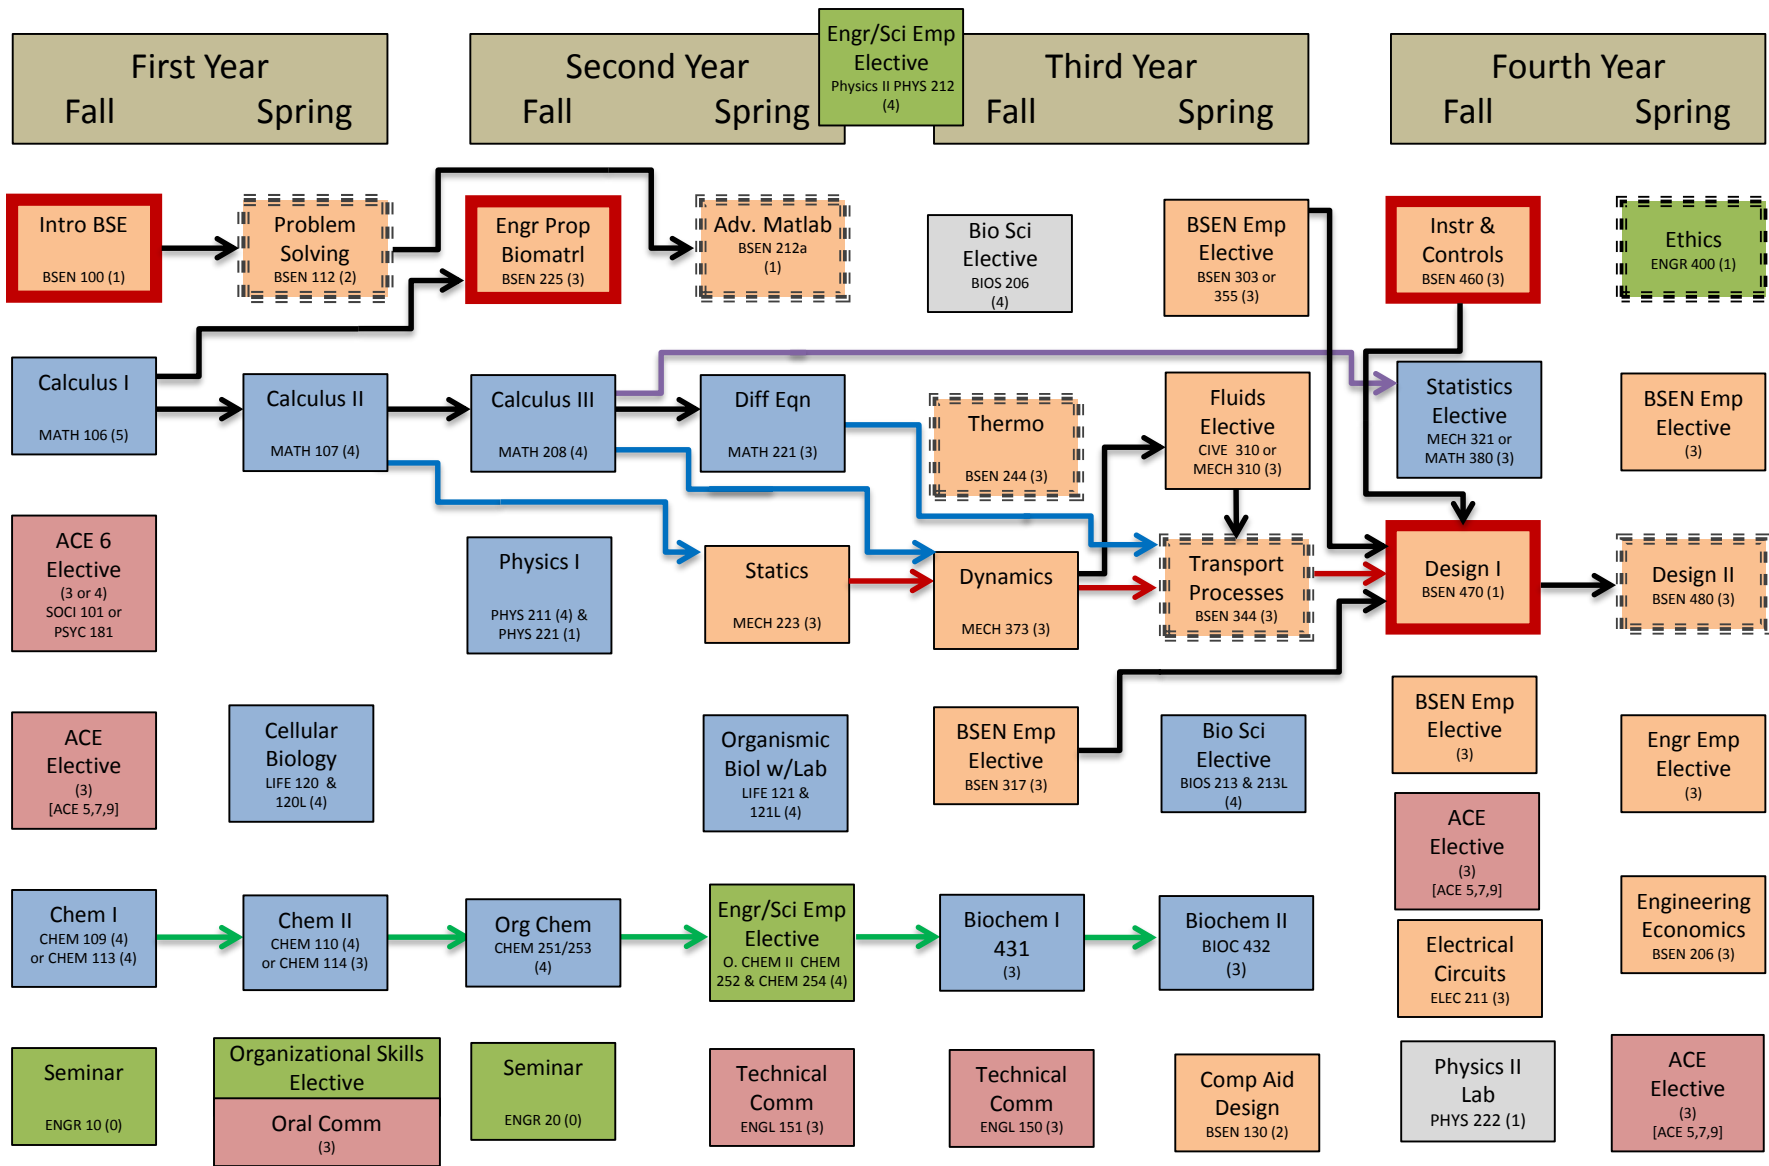 First Year
Fall Spring
Second Year
Fall Spring
Engr/Sci Emp
Elective
Physics II PHYS 212
(4)
Third Year
Fall Spring
Fourth Year
Fall Spring
Intro BSE
BSEN 100 (1)
Problem
Solving
BSEN 112 (2)
Engr Prop
Biomatrl
BSEN 225 (3)
Adv. Matlab
BSEN 212a
(1)
Bio Sci
Elective
BIOS 206
(4)
BSEN Emp
Elective
BSEN 303 or
355 (3)
Instr &
Controls
BSEN 460 (3)
Ethics
ENGR 400 (1)
Calculus I
MATH 106 (5)
Calculus II
MATH 107 (4)
Calculus III
MATH 208 (4)
Diff Eqn
MATH 221 (3)
Thermo
BSEN 244 (3)
Fluids
Elective
CIVE 310 or
MECH 310 (3)
Statistics
Elective
MECH 321 or
MATH 380 (3)
BSEN Emp
Elective
(3)
ACE 6
Elective
(3 or 4)
SOCI 101 or
PSYC 181
Physics I
PHYS 211 (4) &
PHYS 221 (1)
Statics
MECH 223 (3)
Dynamics
MECH 373 (3)
Transport
Processes
BSEN 344 (3)
Design I
BSEN 470 (1)
Design II
BSEN 480 (3)
ACE
Elective
(3)
[ACE 5,7,9]
Cellular
Biology
LIFE 120 &
120L (4)
Organismic
Biol w/Lab
LIFE 121 &
121L (4)
BSEN Emp
Elective
BSEN 317 (3)
Bio Sci
Elective
BIOS 213 & 213L
(4)
BSEN Emp
Elective
(3)
Engr Emp
Elective
(3)
ACE
Elective
(3)
[ACE 5,7,9]
Chem I
CHEM 109 (4)
or CHEM 113 (4)
Chem II
CHEM 110 (4)
or CHEM 114 (3)
Org Chem
CHEM 251/253
(4)
Engr/Sci Emp
Elective
O. CHEM II CHEM
252 & CHEM 254 (4)
Biochem I
431
(3)
Biochem II
BIOC 432
(3)
Electrical
Circuits
ELEC 211 (3)
Engineering
Economics
BSEN 206 (3)
Seminar
ENGR 10 (0)
Organizational Skills
Elective
Oral Comm
(3)
Seminar
ENGR 20 (0)
Technical
Comm
ENGL 151 (3)
Technical
Comm
ENGL 150 (3)
Comp Aid
Design
BSEN 130 (2)
Physics II
Lab
PHYS 222 (1)
ACE
Elective
(3)
[ACE 5,7,9]